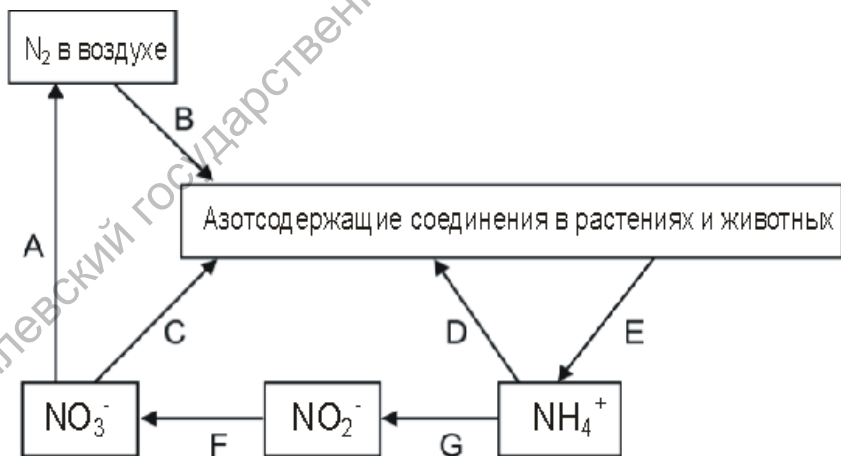 N₂ в воздухе
B
Азотсодержащие соединения в растениях и животных
A
C
D
E
NO₃⁻
NO₂⁻
NH₄⁺
F
G